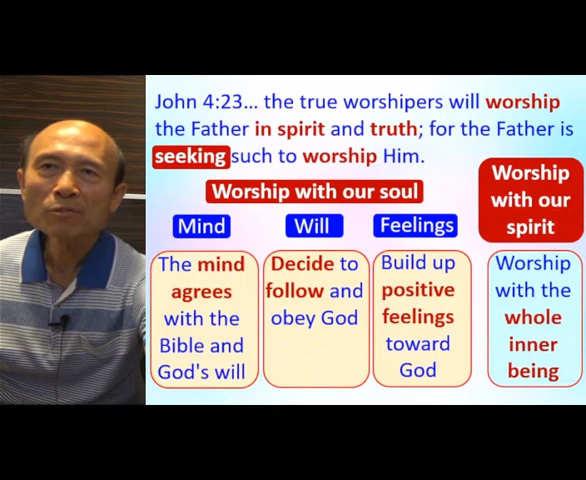 John 4:23... the true worshipers will worship
the Father in spirit and truth; for the Father is
seeking such to worship Him.
Worship with our soul
Mind
The mind
agrees
with the
Bible and
God's will
Will
Decide to
follow and
obey God
Feelings
Build up
positive
feelings
toward
God
Worship
with our
spirit
Worship
with the
whole
inner
being